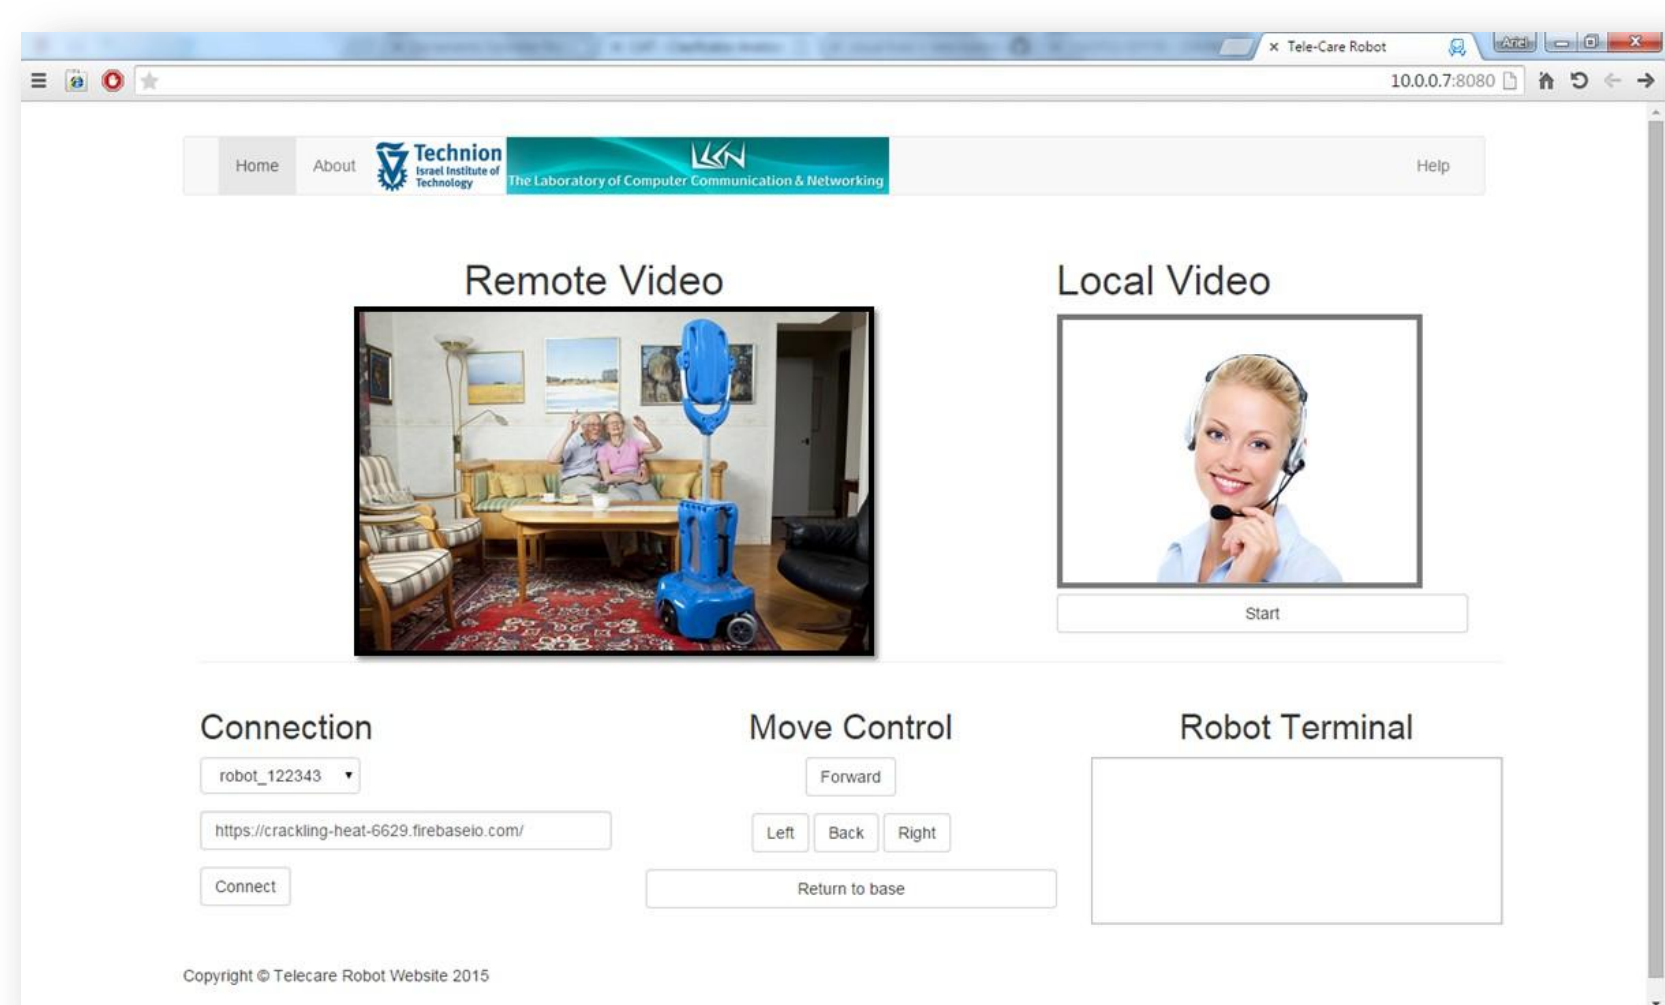 Tele-Care Robot
Ariel
10.0.0.7:8080
Home
About
Technion
Israel Institute of
Technology
LCCN
The Laboratory of Computer Communication & Networking
Help
Remote Video
Local Video
Start
Connection
Move Control
Robot Terminal
robot_122343
Forward
https://crackling-heat-6629.firebaseio.com/
Left
Back
Right
Connect
Return to base
Copyright © Telecare Robot Website 2015